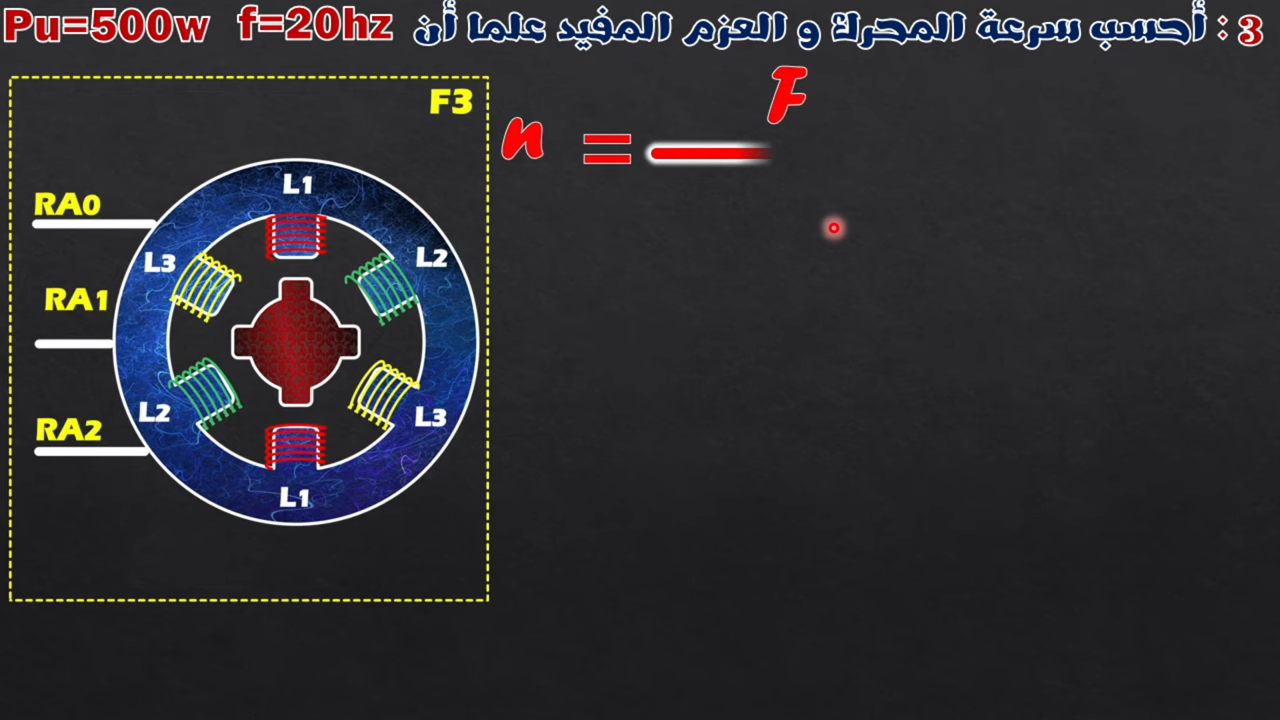 3 : أحسب سرعة المحرك و العزم المفيد علما أن f=20hz Pu=500w
F3
n = F
L1
RA0
L3
L2
RA1
RA2
L2
L3
L1